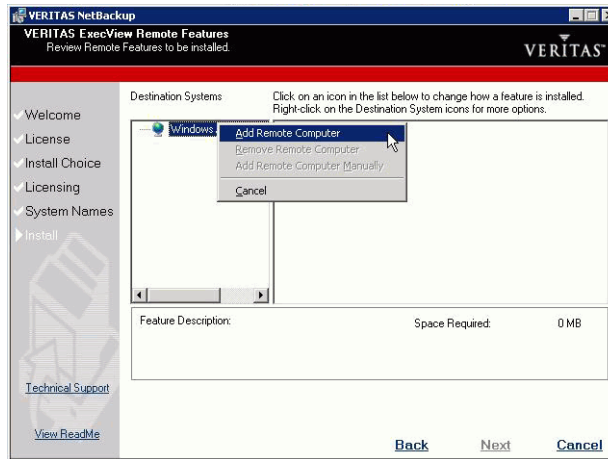 VERITAS NetBackup
VERITAS ExecView Remote Features
Review Remote Features to be installed.
VERITAS™
Welcome
License
Install Choice
Licensing
System Names
Install
Technical Support
View ReadMe
Destination Systems
Click on an icon in the list below to change how a feature is installed.
Right-click on the Destination System icons for more options.
Windows
Add Remote Computer
Remove Remote Computer
Add Remote Computer Manually
Cancel
Feature Description:
Space Required: 0 MB
Back Next Cancel